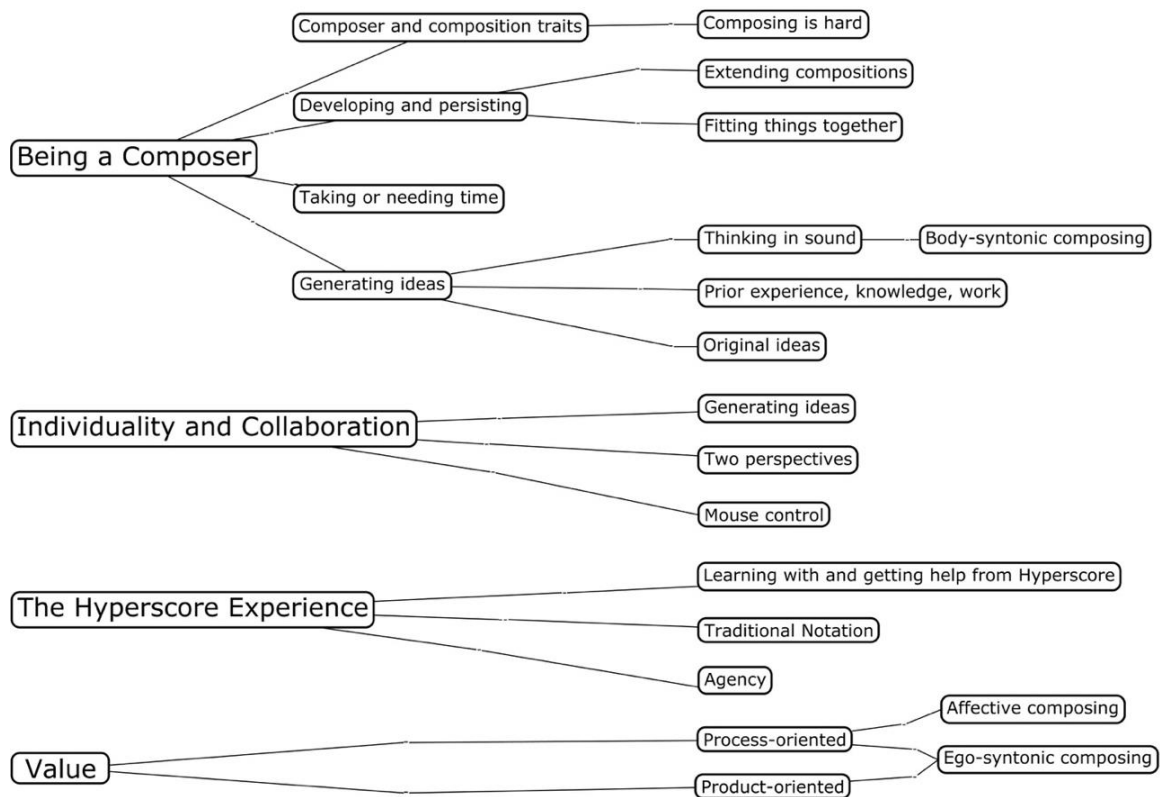 Composer and composition traits
Composing is hard
Extending compositions
Developing and persisting
Fitting things together
Being a Composer
Taking or needing time
Thinking in sound
Body-syntonic composing
Generating ideas
Prior experience, knowledge, work
Original ideas
Generating ideas
Individuality and Collaboration
Two perspectives
Mouse control
Learning with and getting help from Hyperscore
The Hyperscore Experience
Traditional Notation
Agency
Affective composing
Process-oriented
Ego-syntonic composing
Value
Product-oriented